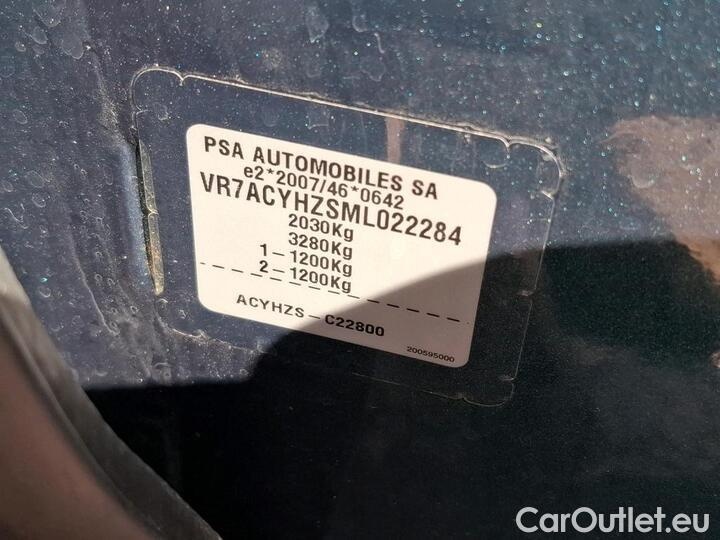 PSA AUTOMOBILES SA
e2*2007/46*0642
VR7ACYHZSML022284
2030Kg
3280Kg
1-1200Kg
2-1200Kg
ACYHZS-C22800
200595000
CarOutlet.eu